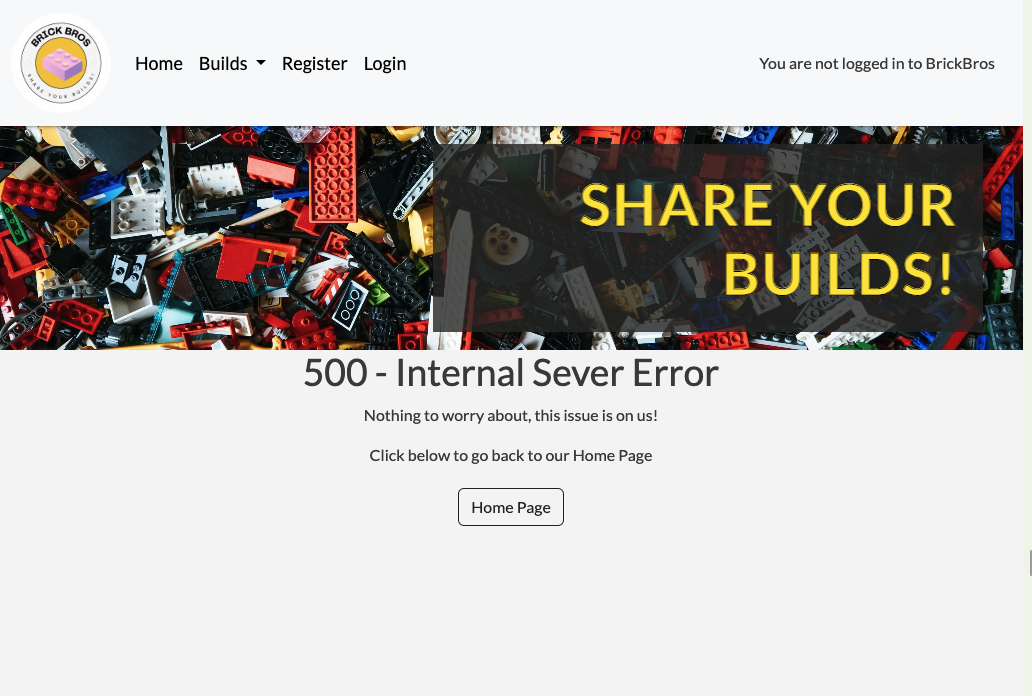 BRICK BROS
SHARE YOUR BUILDS!
Home Builds Register Login
You are not logged in to BrickBros
SHARE YOUR
BUILDS!
500 - Internal Sever Error
Nothing to worry about, this issue is on us!
Click below to go back to our Home Page
Home Page